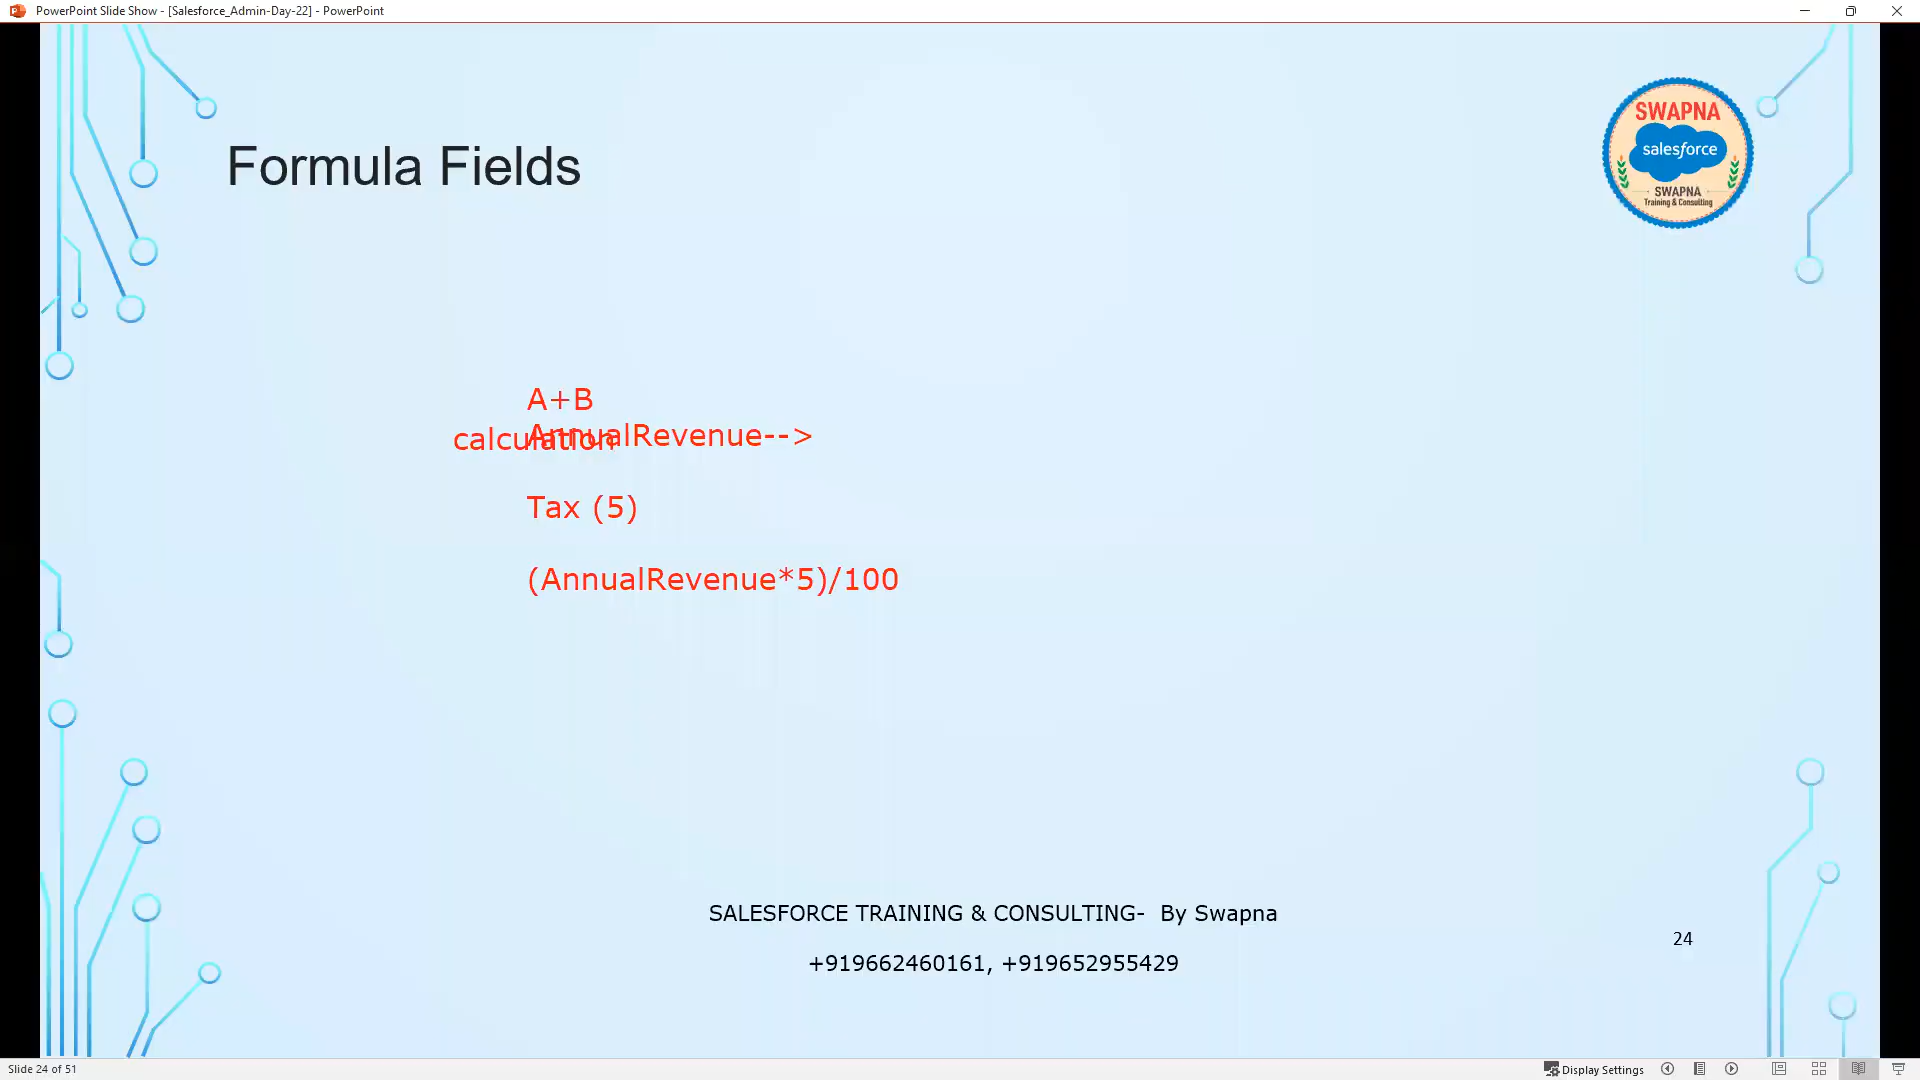 PowerPoint Slide Show - [Salesforce_Admin-Day-22] - PowerPoint
SWAPNA
salesforce
SWAPNA
Training & Consulting
Formula Fields
A+B
calculation
AnnualRevenue-->
Tax (5)
(AnnualRevenue*5)/100
SALESFORCE TRAINING & CONSULTING- By Swapna
+919662460161, +919652955429
24
Slide 24 of 51
Display Settings